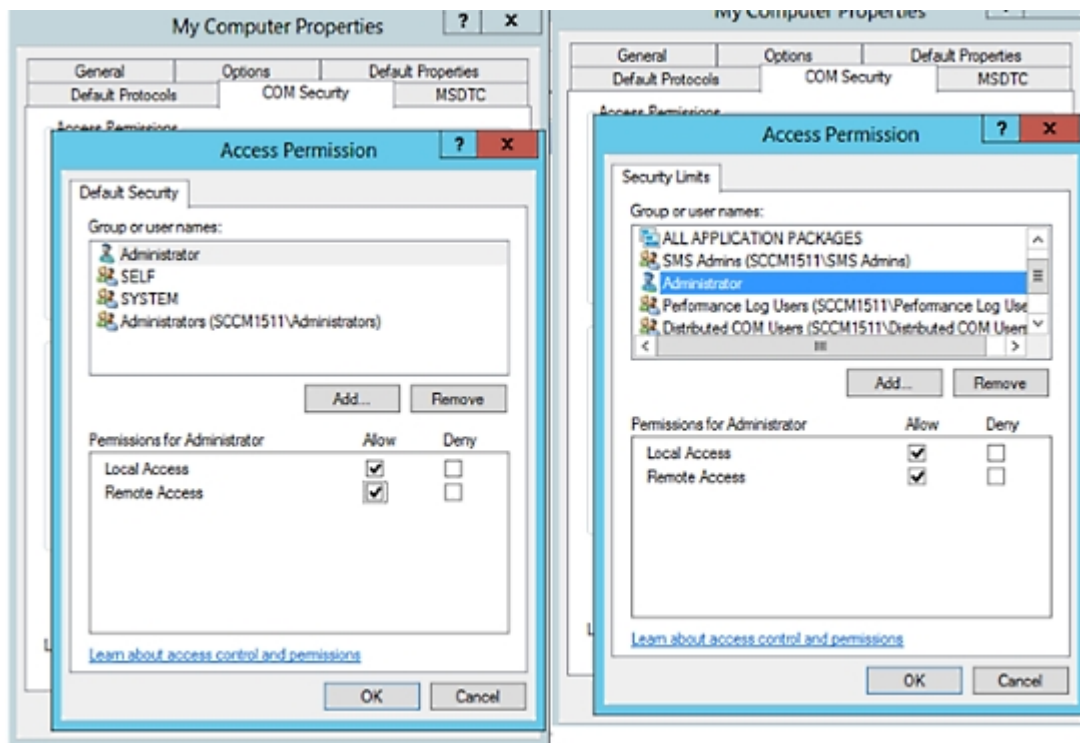 My Computer Properties
? X
General Options Default Properties
Default Protocols COM Security MSDTC
Access Permissions
Access Permission
? X
Default Security
Group or user names:
Administrator
SELF
SYSTEM
Administrators (SCCM1511\Administrators)
Add... Remove
Permissions for Administrator Allow Deny
Local Access
Remote Access
Learn about access control and permissions
OK Cancel
My Computer Properties
General Options Default Properties
Default Protocols COM Security MSDTC
Access Permissions
Access Permission
? X
Security Limits
Group or user names:
ALL APPLICATION PACKAGES
SMS Admins (SCCM1511\SMS Admins)
Administrator
Performance Log Users (SCCM1511\Performance Log Use
Distributed COM Users (SCCM1511\Distributed COM Users
Add... Remove
Permissions for Administrator Allow Deny
Local Access
Remote Access
Learn about access control and permissions
OK Cancel